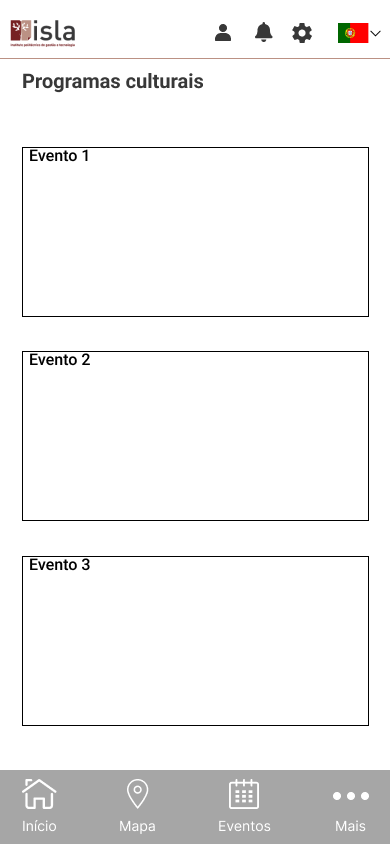 isla
instituto politécnico de gestão e tecnologia
Programas culturais
Evento 1
Evento 2
Evento 3
Início
Mapa
Eventos
Mais